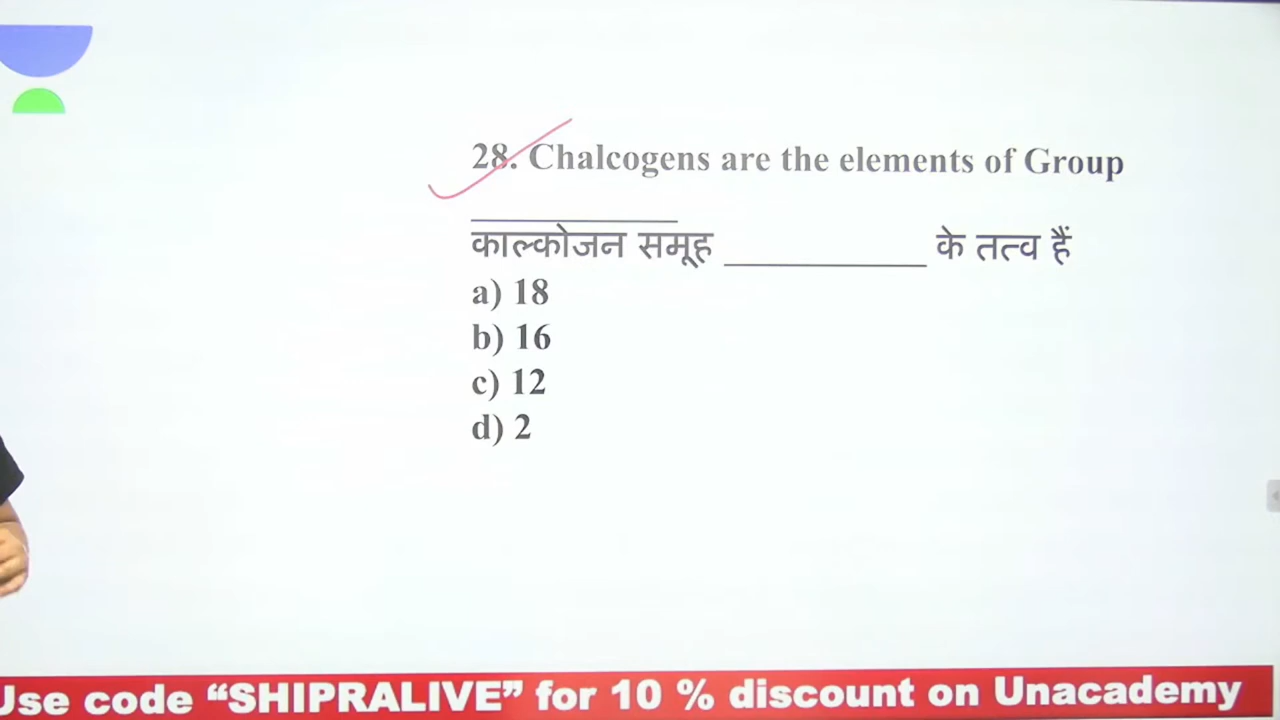 28. Chalcogens are the elements of Group
____________
काल्कोजन समूह ____________ के तत्व हैं
a) 18
b) 16
c) 12
d) 2
Use code “SHIPRALIVE” for 10 % discount on Unacademy